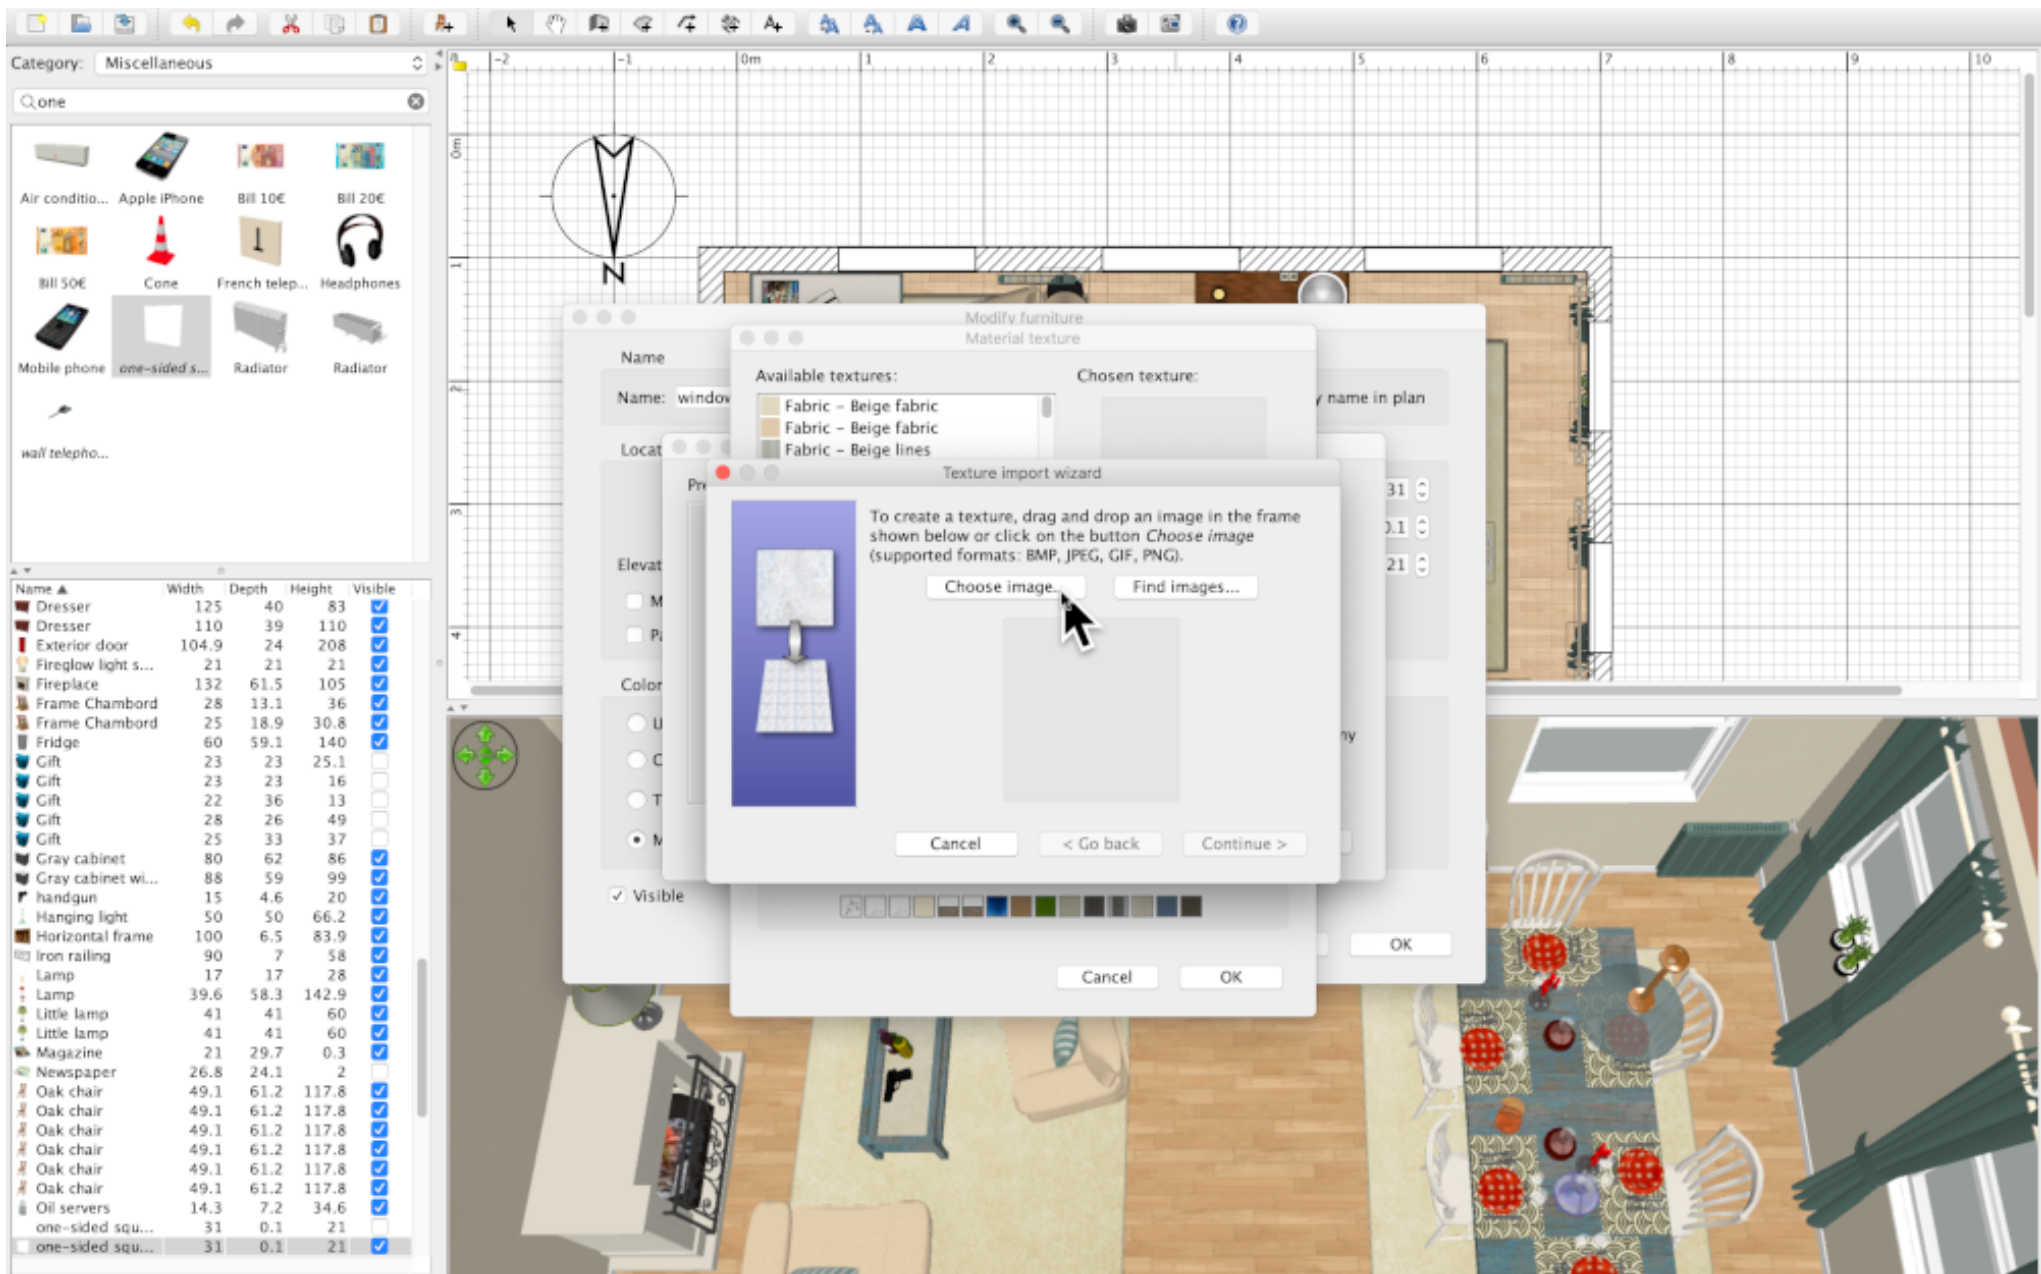 Category: Miscellaneous
one
Air conditio... Apple iPhone Bill 10€ Bill 20€
Bill 50€ Cone French telep... Headphones
Mobile phone one-sided s... Radiator Radiator
wall telepho...
-2 -1 0m 1 2 3 4 5 6 7 8 9 10
0m
1
2
3
4
N
Modify furniture
Name
Name: window
name in plan
Locat
31
0.1
21
Elevat
M
Pa
Color
U
C
T
M
ny
Visible
OK
Material texture
Available textures: Chosen texture:
Fabric - Beige fabric
Fabric - Beige fabric
Fabric - Beige lines
Cancel OK
Pre
Texture import wizard
To create a texture, drag and drop an image in the frame
shown below or click on the button Choose image
(supported formats: BMP, JPEG, GIF, PNG).
Choose image... Find images...
Cancel < Go back Continue >
Name Width Depth Height Visible
Dresser 125 40 83
Dresser 110 39 110
Exterior door 104.9 24 208
Fireglow light s... 21 21 21
Fireplace 132 61.5 105
Frame Chambord 28 13.1 36
Frame Chambord 25 18.9 30.8
Fridge 60 59.1 140
Gift 23 23 25.1
Gift 23 23 16
Gift 22 36 13
Gift 28 26 49
Gift 25 33 37
Gray cabinet 80 62 86
Gray cabinet wi... 88 59 99
handgun 15 4.6 20
Hanging light 50 50 66.2
Horizontal frame 100 6.5 83.9
Iron railing 90 7 58
Lamp 17 17 28
Lamp 39.6 58.3 142.9
Little lamp 41 41 60
Little lamp 41 41 60
Magazine 21 29.7 0.3
Newspaper 26.8 24.1 2
Oak chair 49.1 61.2 117.8
Oak chair 49.1 61.2 117.8
Oak chair 49.1 61.2 117.8
Oak chair 49.1 61.2 117.8
Oak chair 49.1 61.2 117.8
Oak chair 49.1 61.2 117.8
Oil servers 14.3 7.2 34.6
one-sided squ... 31 0.1 21
one-sided squ... 31 0.1 21